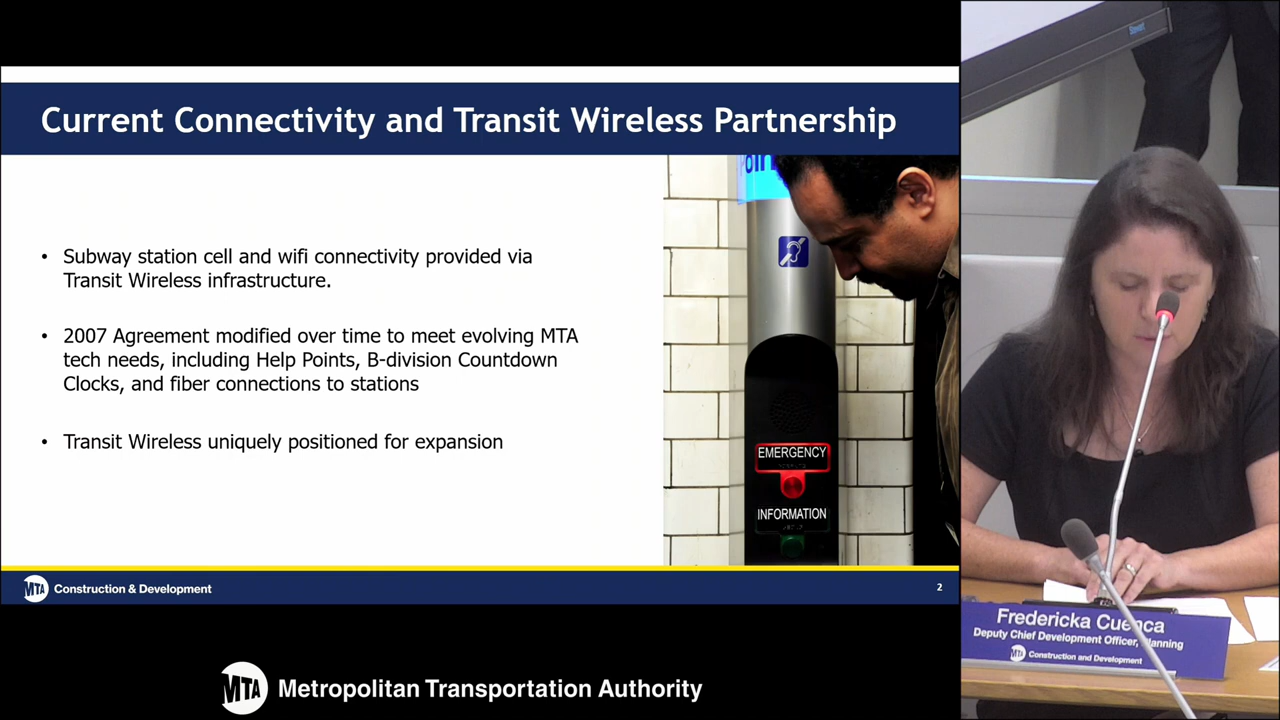 Current Connectivity and Transit Wireless Partnership
• Subway station cell and wifi connectivity provided via
Transit Wireless infrastructure.
• 2007 Agreement modified over time to meet evolving MTA
tech needs, including Help Points, B-division Countdown
Clocks, and fiber connections to stations
• Transit Wireless uniquely positioned for expansion
EMERGENCY
INFORMATION
MTA Construction & Development
2
MTA Metropolitan Transportation Authority
Fredericka Cuenca
Deputy Chief Development Officer, Planning
MTA Construction and Development